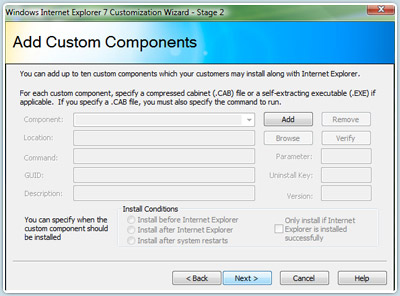 Windows Internet Explorer 7 Customization Wizard - Stage 2
Add Custom Components
You can add up to ten custom components which your customers may install along with Internet Explorer.
For each custom component, specify a compressed cabinet (.CAB) file or a self-extracting executable (.EXE) if
applicable. If you specify a .CAB file, you must also specify the command to run.
Component: Add Remove
Location: Browse Verify
Command: Parameter:
GUID: Uninstall Key:
Description: Version:
You can specify when the
custom component should
be installed
Install Conditions
Install before Internet Explorer
Install after Internet Explorer
Install after system restarts
Only install if Internet
Explorer is installed
successfully
< Back Next > Cancel Help